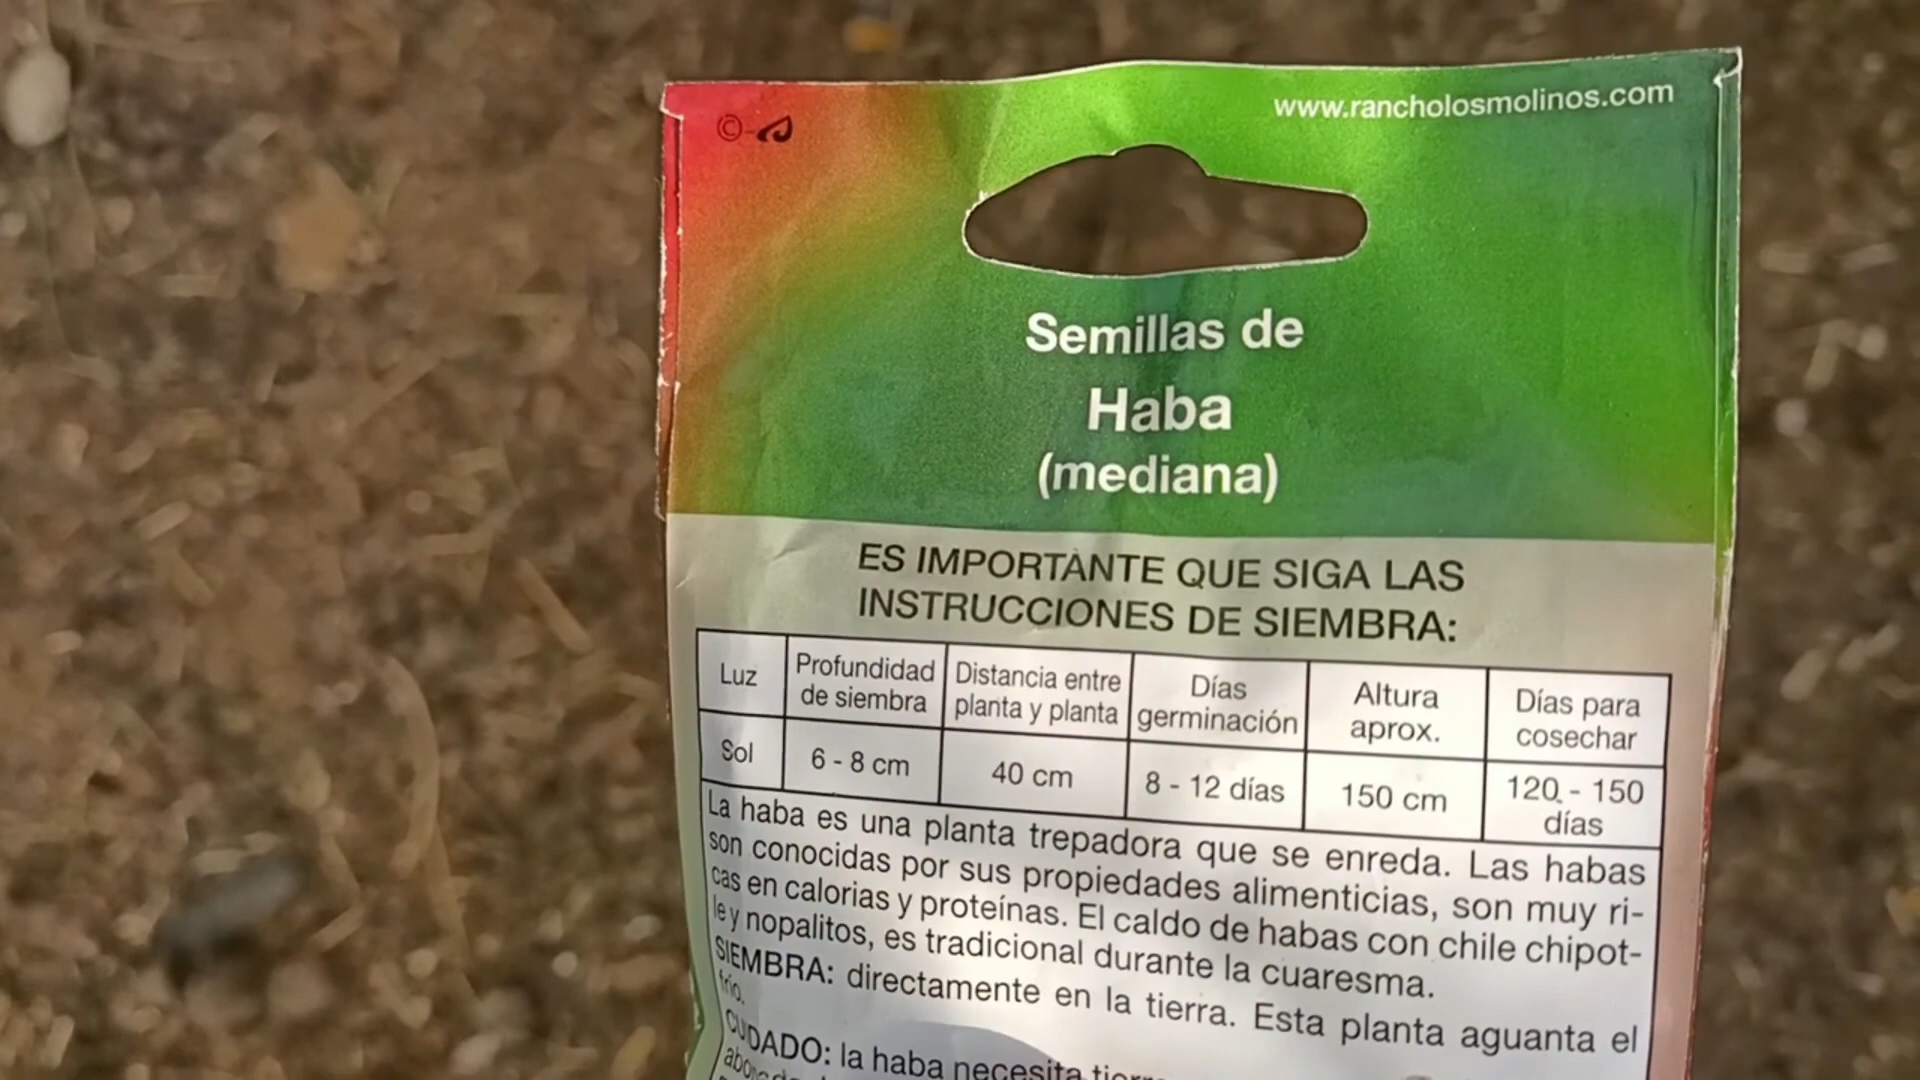 ©
www.rancholosmolinos.com
Semillas de
Haba
(mediana)
ES IMPORTANTE QUE SIGA LAS
INSTRUCCIONES DE SIEMBRA:
Luz
Profundidad
de siembra
Distancia entre
planta y planta
Días
germinación
Altura
aprox.
Días para
cosechar
Sol
6 - 8 cm
40 cm
8 - 12 días
150 cm
120 - 150
días
La haba es una planta trepadora que se enreda. Las habas
son conocidas por sus propiedades alimenticias, son muy ri-
cas en calorías y proteínas. El caldo de habas con chile chipot-
le y nopalitos, es tradicional durante la cuaresma.
SIEMBRA: directamente en la tierra. Esta planta aguanta el
frío.
CUDADO: la haba necesita